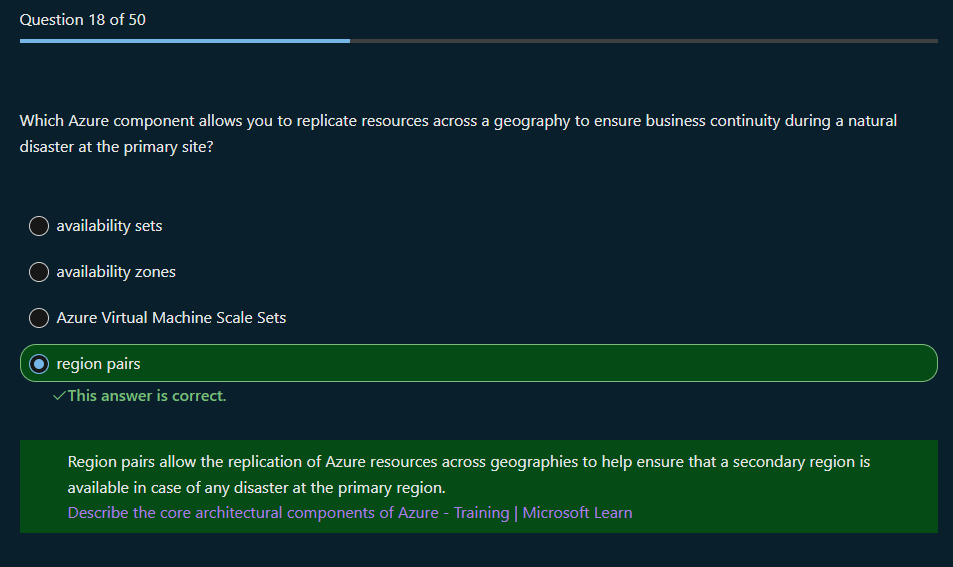 Question 18 of 50
Which Azure component allows you to replicate resources across a geography to ensure business continuity during a natural
disaster at the primary site?
availability sets
availability zones
Azure Virtual Machine Scale Sets
region pairs
✓This answer is correct.
Region pairs allow the replication of Azure resources across geographies to help ensure that a secondary region is
available in case of any disaster at the primary region.
Describe the core architectural components of Azure - Training | Microsoft Learn